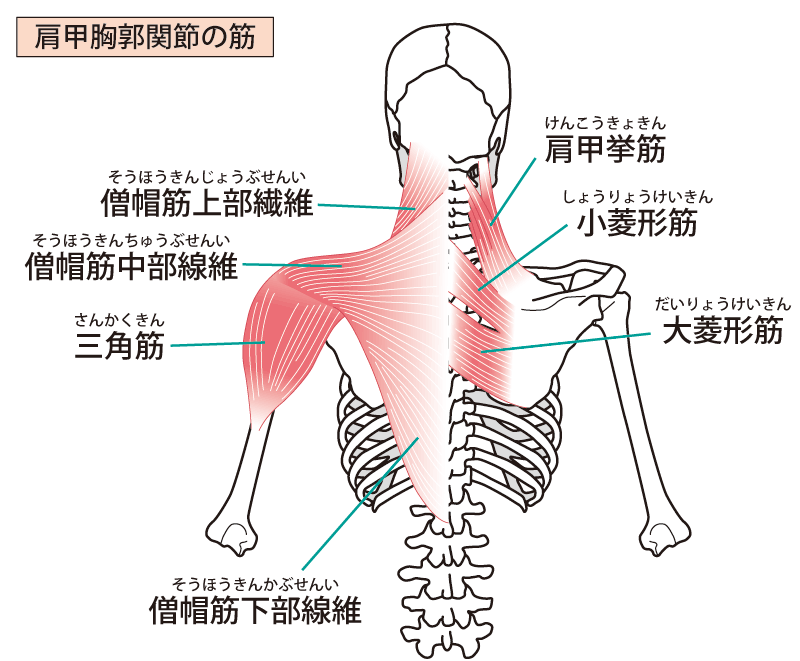 肩甲胸郭関節の筋
けんこうきょきん
肩甲挙筋
そうほうきんじょうぶせんい
僧帽筋上部繊維
しょうりょうけいきん
小菱形筋
そうほうきんちゅうぶせんい
僧帽筋中部線維
だいりょうけいきん
大菱形筋
さんかくきん
三角筋
そうほうきんかぶせんい
僧帽筋下部線維